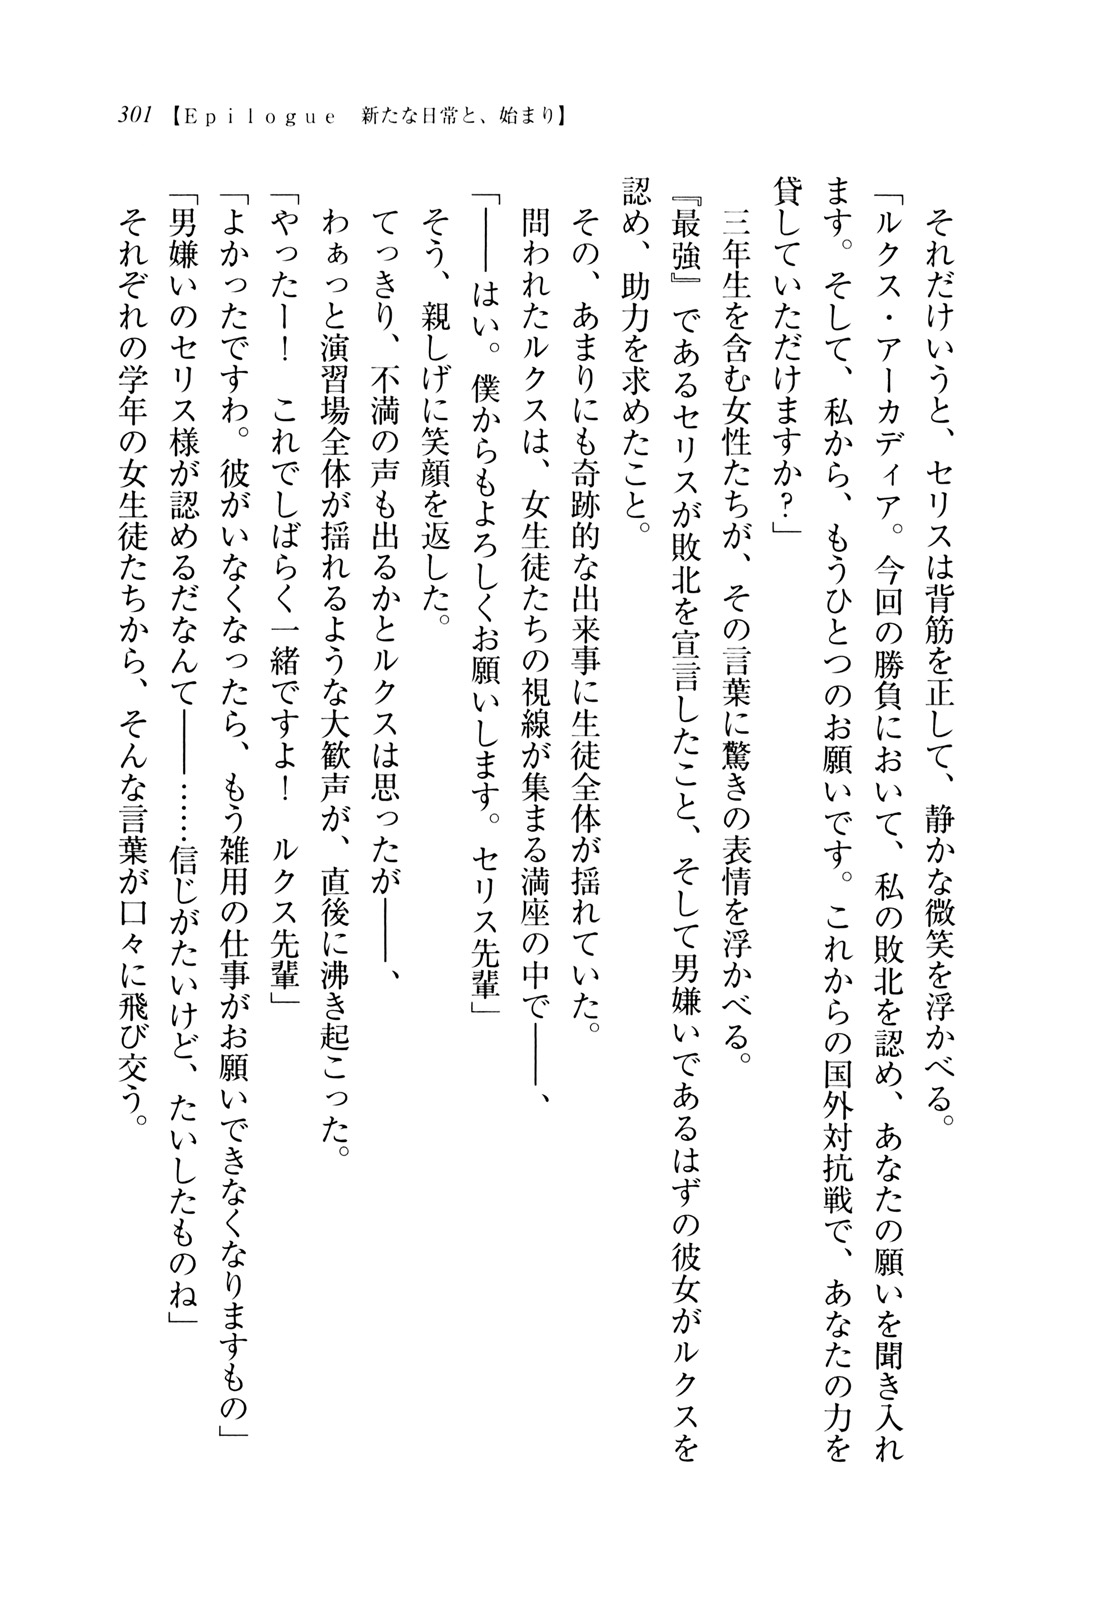 301【Ｅｐｉｌｏｇｕｅ　新たな日常と、始まり】
　それだけいうと、セリスは背筋を正して、静かな微笑を浮かべる。
「ルクス・アーカディア。今回の勝負において、私の敗北を認め、あなたの願いを聞き入れ
ます。そして、私から、もうひとつのお願いです。これからの国外対抗戦で、あなたの力を
貸していただけますか？」
　三年生を含む女性たちが、その言葉に驚きの表情を浮かべる。
『最強』であるセリスが敗北を宣言したこと、そして男嫌いであるはずの彼女がルクスを
認め、助力を求めたこと。
　その、あまりにも奇跡的な出来事に生徒全体が揺れていた。
　問われたルクスは、女生徒たちの視線が集まる満座の中で――、
「――はい。僕からもよろしくお願いします。セリス先輩」
　そう、親しげに笑顔を返した。
　てっきり、不満の声も出るかとルクスは思ったが――、
　わぁっと演習場全体が揺れるような大歓声が、直後に沸き起こった。
「やったー！　これでしばらく一緒ですよ！　ルクス先輩」
「よかったですわ。彼がいなくなったら、もう雑用の仕事がお願いできなくなりますもの」
「男嫌いのセリス様が認めるだなんて――……信じがたいけど、たいしたものね」
　それぞれの学年の女生徒たちから、そんな言葉が口々に飛び交う。